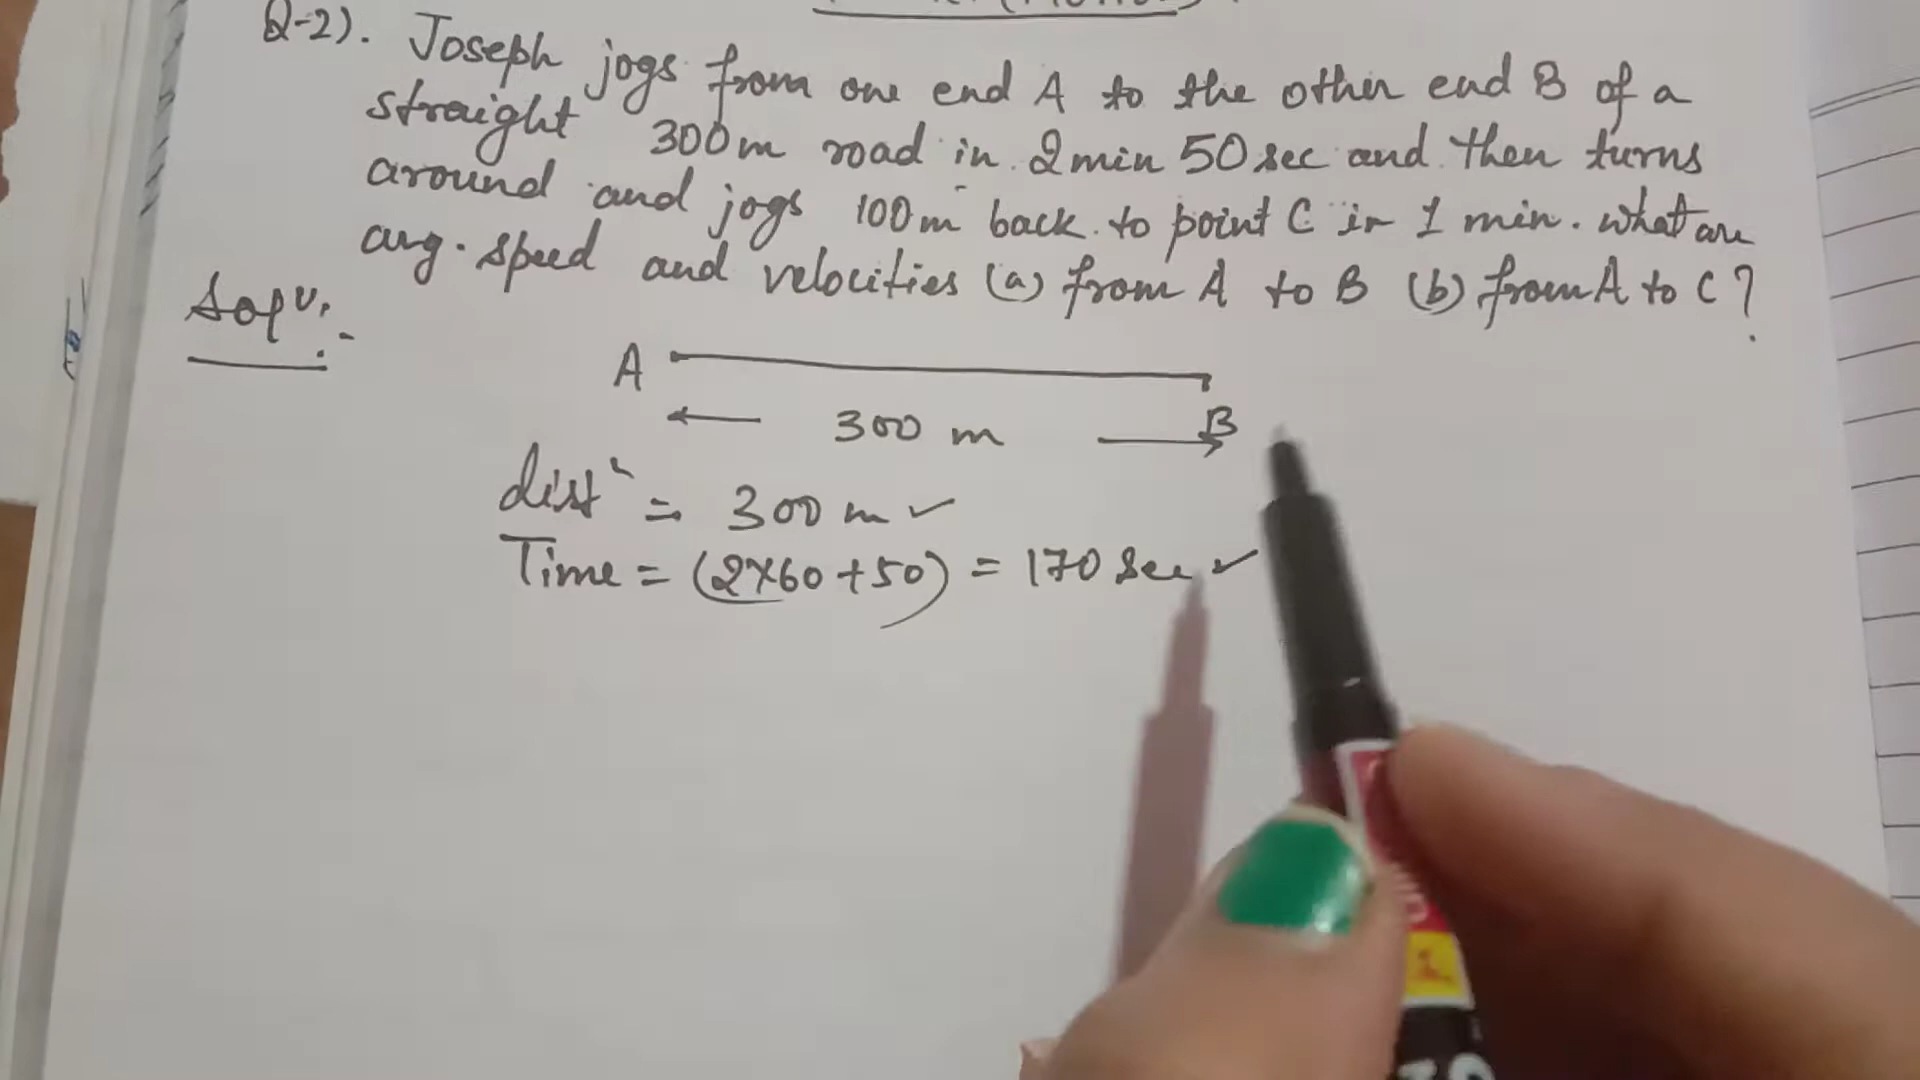 Q-2). Joseph jogs from one end A to the other end B of a
straight 300m road in 2min 50sec and then turns
around and jogs 100m back to point C in 1 min. what are
avg. speed and velocities (a) from A to B (b) from A to C?
A
300 m B
dist = 300 m ✓
Time = (2×60+50) = 170 Sec ✓